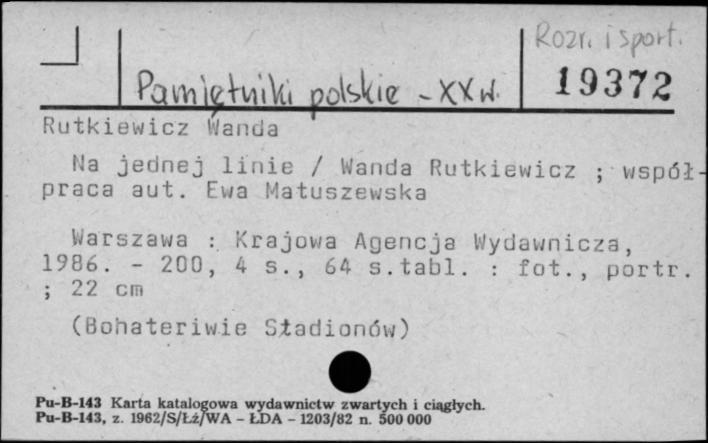 Rozr. i sport.
Pamiętniki polskie - XX w.
19372
Rutkiewicz Wanda
Na jednej linie / Wanda Rutkiewicz ; współ-
praca aut. Ewa Matuszewska
Warszawa : Krajowa Agencja Wydawnicza,
1986. - 200, 4 s., 64 s.tabl. : fot., portr.
; 22 cm
(Bohateriwie Stadionów)
Pu-B-143 Karta katalogowa wydawnictw zwartych i ciągłych.
Pu-B-143, z. 1962/S/Łż/WA - ŁDA - 1203/82 n. 500 000